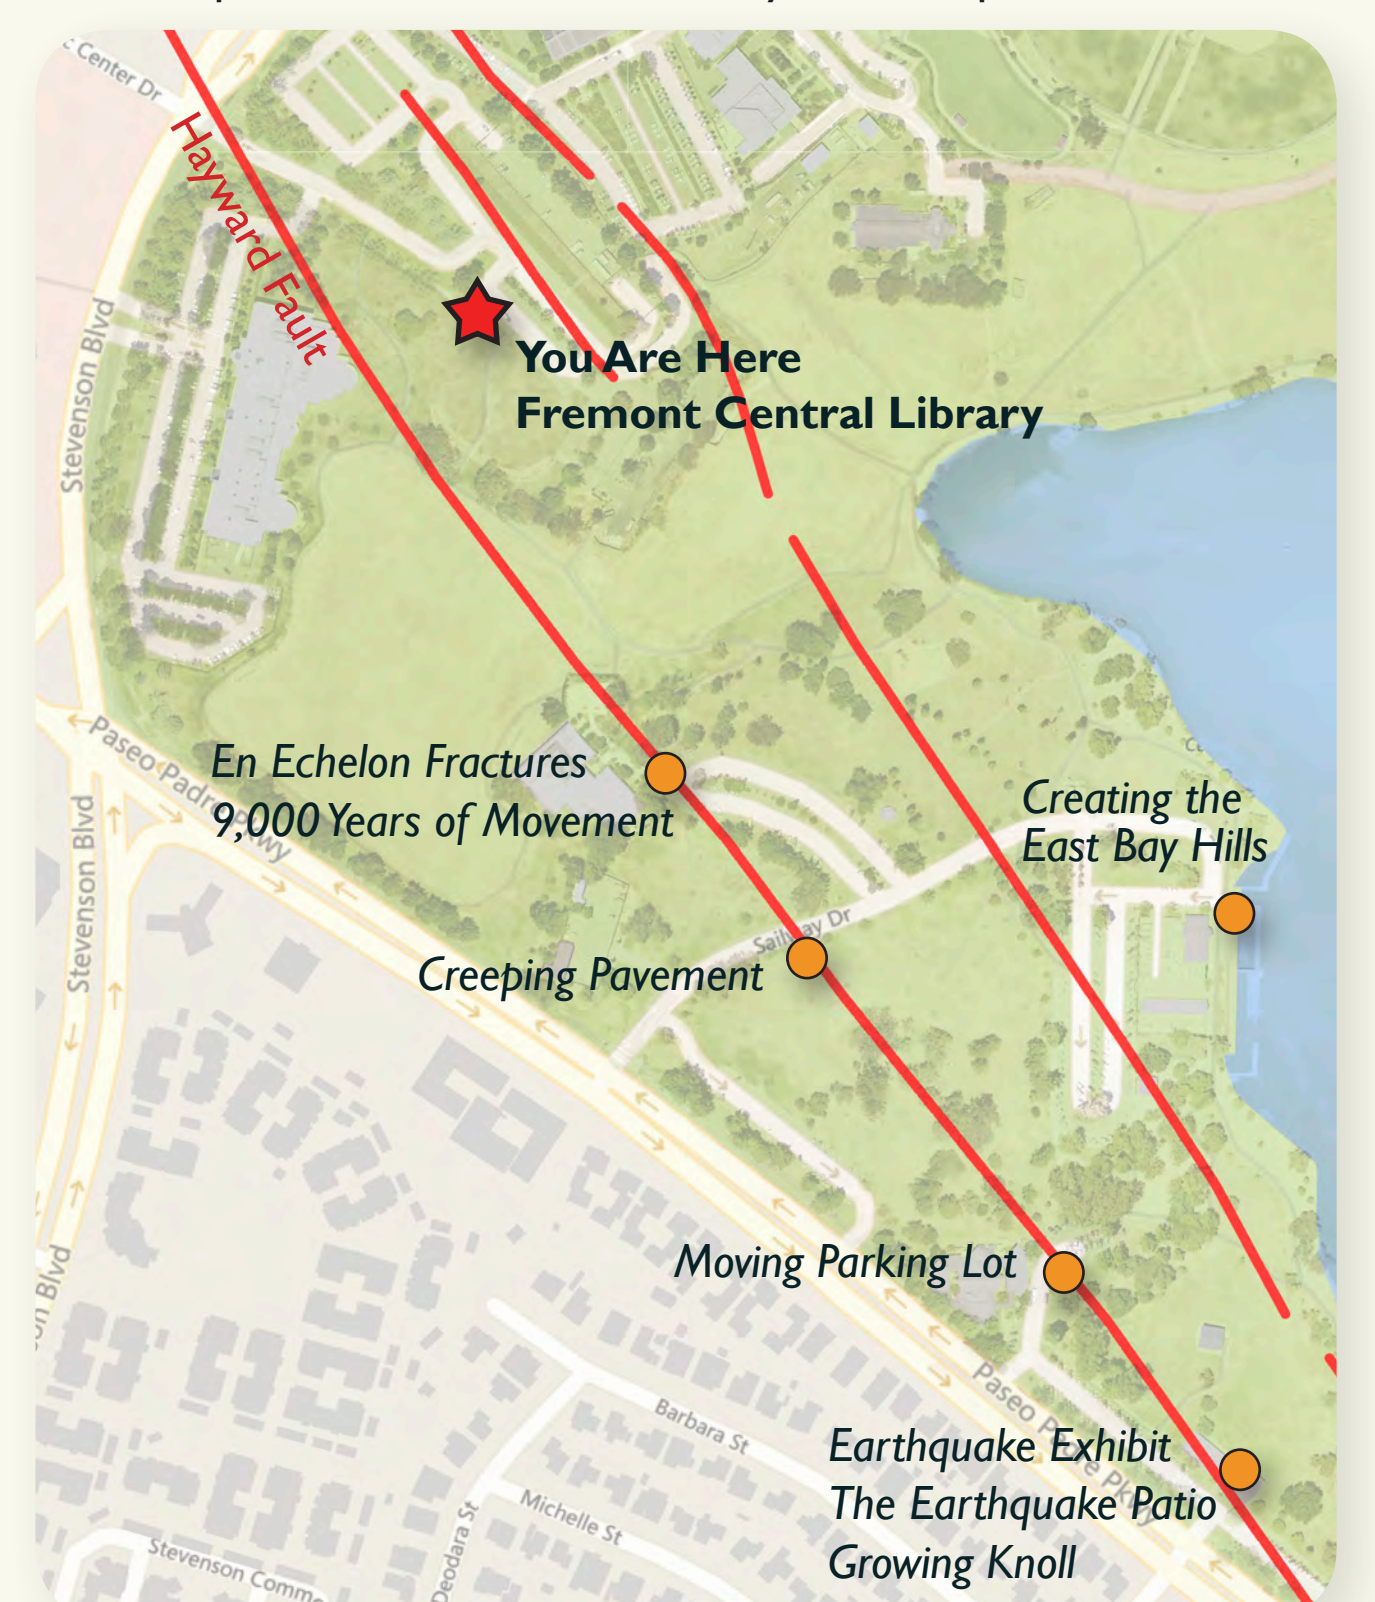 Center Dr
Hayward Fault
Stevenson Blvd
You Are Here
Fremont Central Library
Paseo Padre Pkwy
En Echelon Fractures
9,000 Years of Movement
Creating the
East Bay Hills
Stevenson Blvd
Sailway Dr
Creeping Pavement
Moving Parking Lot
Blvd
Paseo Padre Pkwy
Barbara St
Earthquake Exhibit
The Earthquake Patio
Growing Knoll
Michelle St
Deodara St
Stevenson